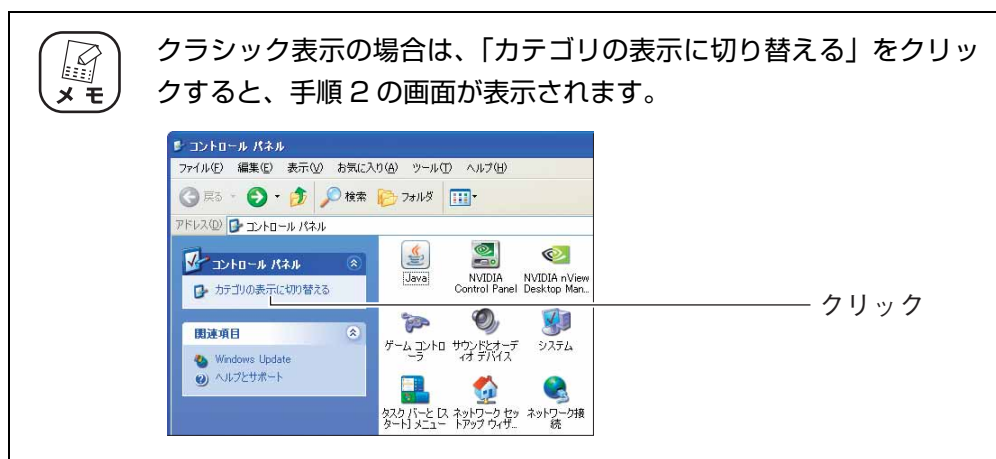 クラシック表示の場合は、「カテゴリの表示に切り替える」をクリッ
クすると、手順 2 の画面が表示されます。
メモ
コントロール パネル
ファイル(F) 編集(E) 表示(V) お気に入り(A) ツール(T) ヘルプ(H)
戻る 検索 フォルダ
アドレス(D) コントロール パネル
コントロール パネル
カテゴリの表示に切り替える
関連項目
Windows Update
ヘルプとサポート
Java
NVIDIA
Control Panel
NVIDIA nView
Desktop Man...
ゲーム コントロ
ーラ
サウンドとオーデ
ィオ デバイス
システム
タスク バーと [ス
タート] メニュー
ネットワーク セッ
トアップ ウィザ...
ネットワーク接
続
クリック